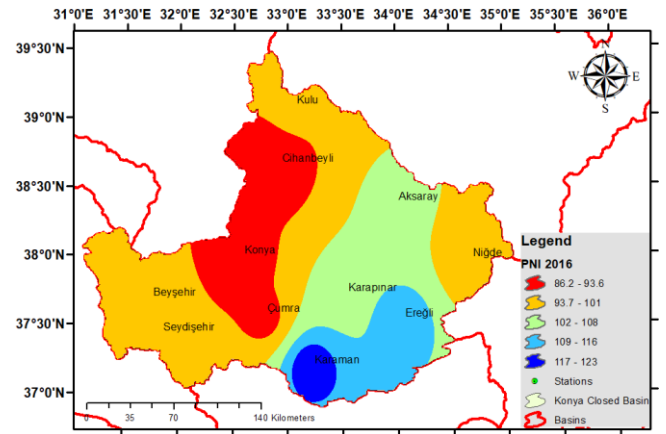 31°0'E 31°30'E 32°0'E 32°30'E 33°0'E 33°30'E 34°0'E 34°30'E 35°0'E 35°30'E 36°0'E
39°30'N
39°0'N
38°30'N
38°0'N
37°30'N
37°0'N
N
W E
S
Kulu
Cihanbeyli
Aksaray
Konya
Niğde
Beyşehir
Karapınar
Çumra
Ereğli
Seydişehir
Karaman
Legend
PNI 2016
86.2 - 93.6
93.7 - 101
102 - 108
109 - 116
117 - 123
Stations
Konya Closed Basin
Basins
0 35 70 140 Kilometers